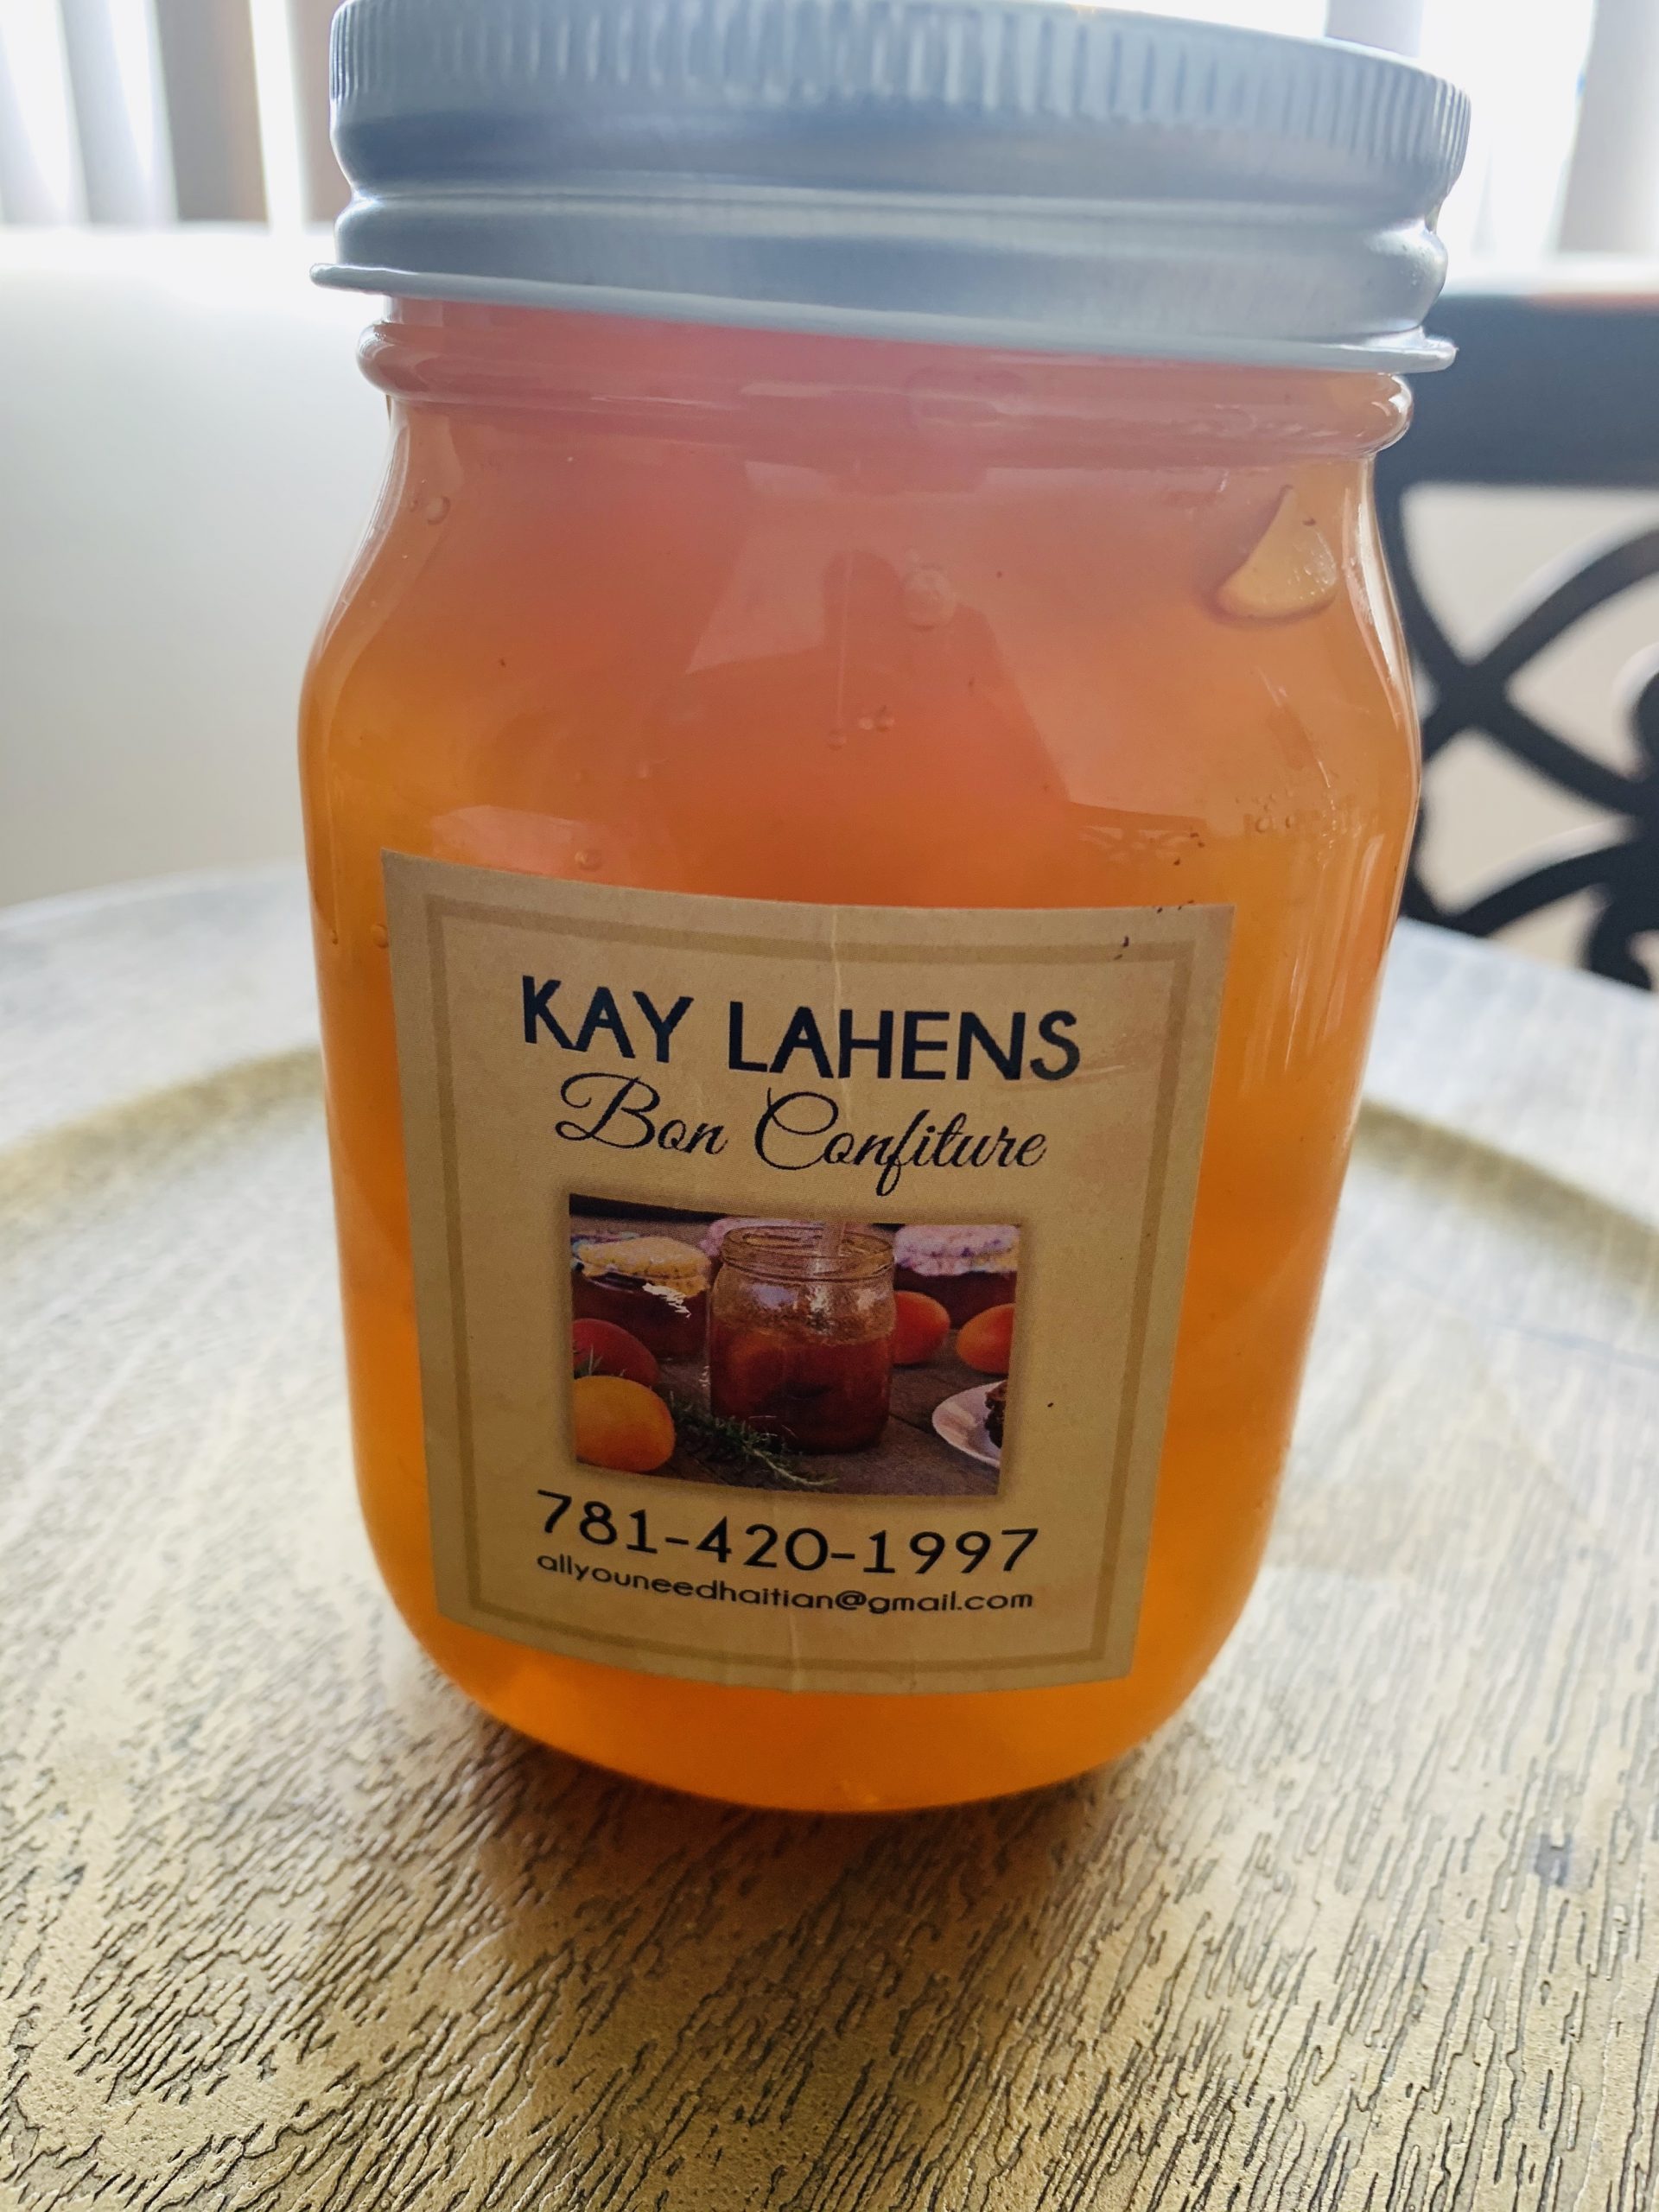 KAY LAHENS
Bon Confiture
781-420-1997
allyouneedhaitian@gmail.com